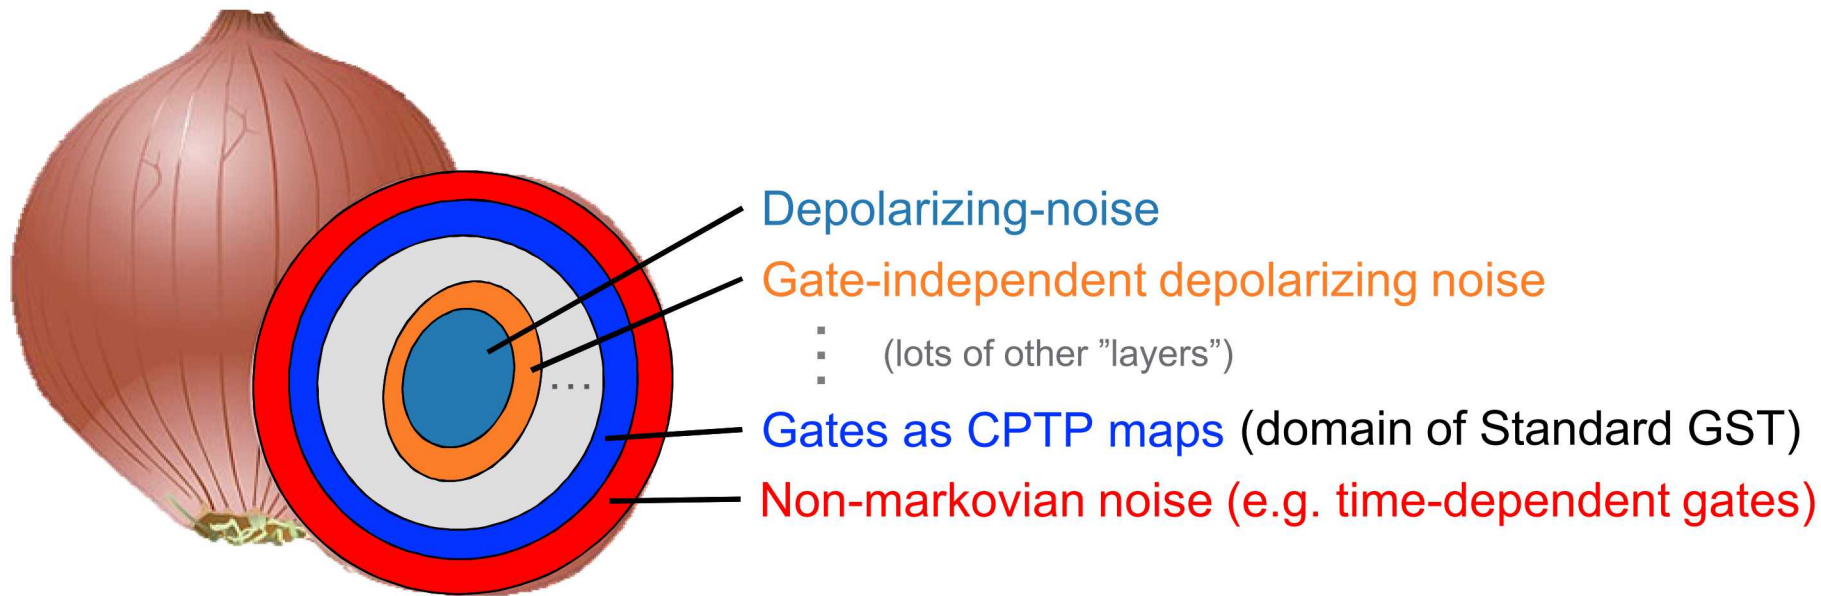 Depolarizing-noise
Gate-independent depolarizing noise
...
(lots of other ”layers”)
Gates as CPTP maps (domain of Standard GST)
Non-markovian noise (e.g. time-dependent gates)